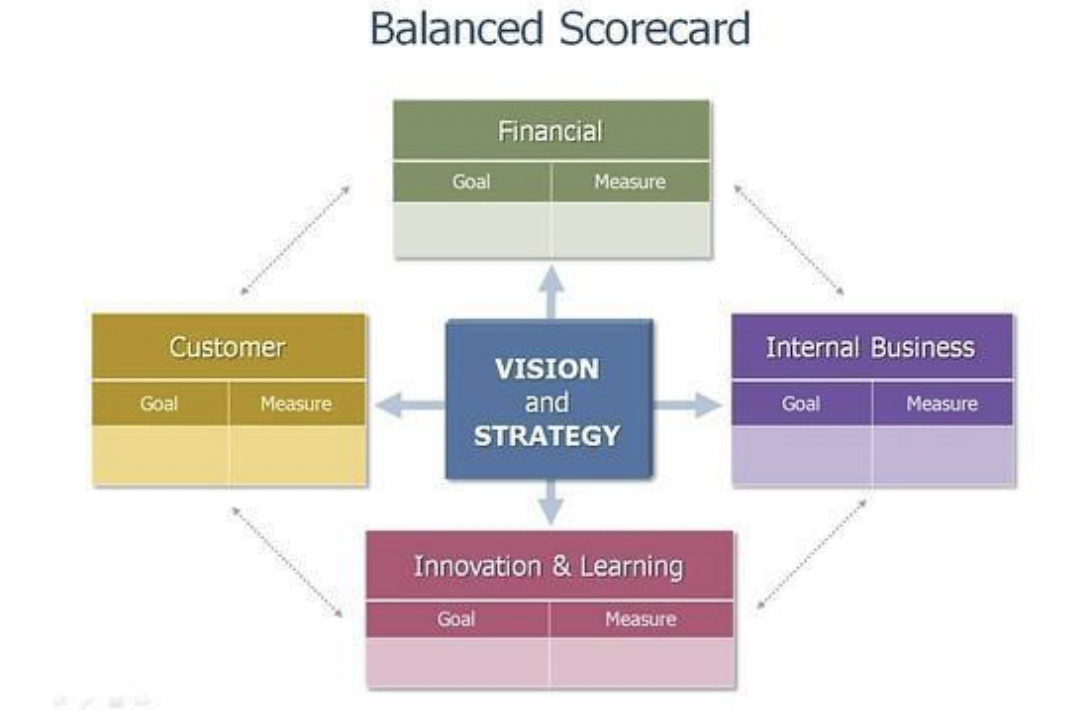 Balanced Scorecard
Financial
Goal Measure
Customer
Goal Measure
VISION
and
STRATEGY
Internal Business
Goal Measure
Innovation & Learning
Goal Measure